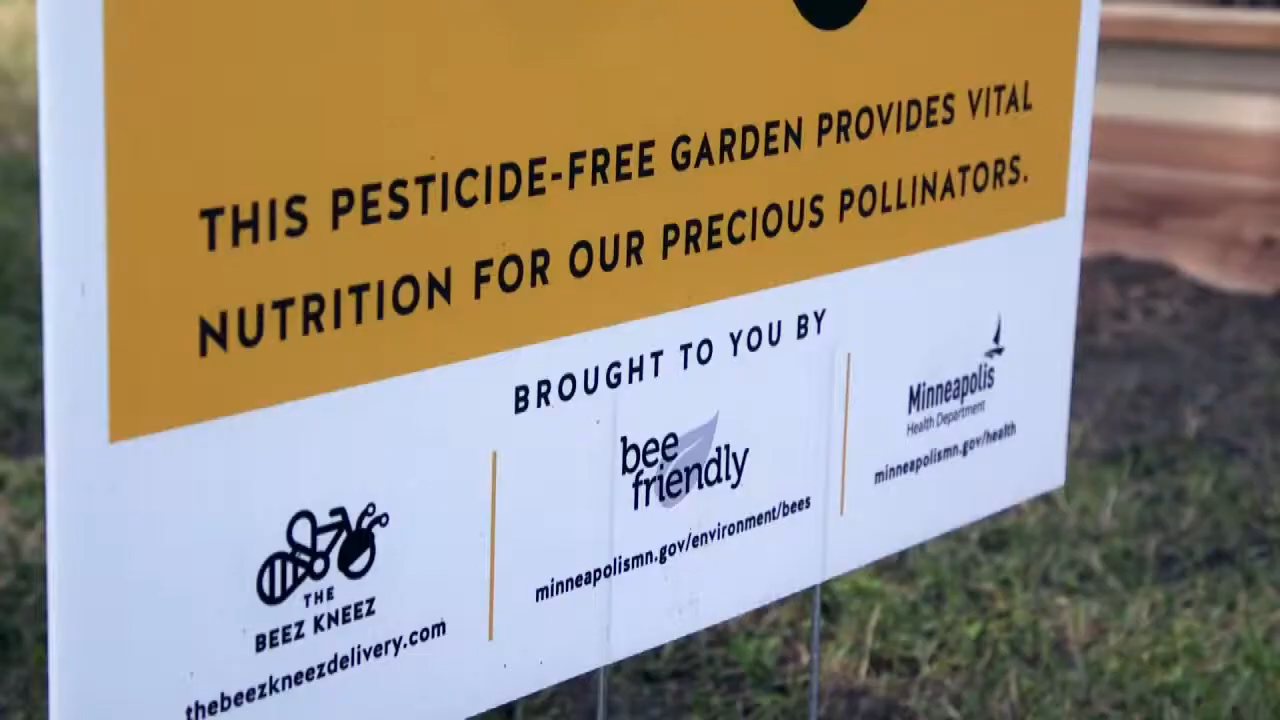 THIS PESTICIDE-FREE GARDEN PROVIDES VITAL
NUTRITION FOR OUR PRECIOUS POLLINATORS.
BROUGHT TO YOU BY
THE
BEEZ KNEEZ
thebeezkneezdelivery.com
bee
friendly
minneapolismn.gov/environment/bees
Minneapolis
Health Department
minneapolismn.gov/health